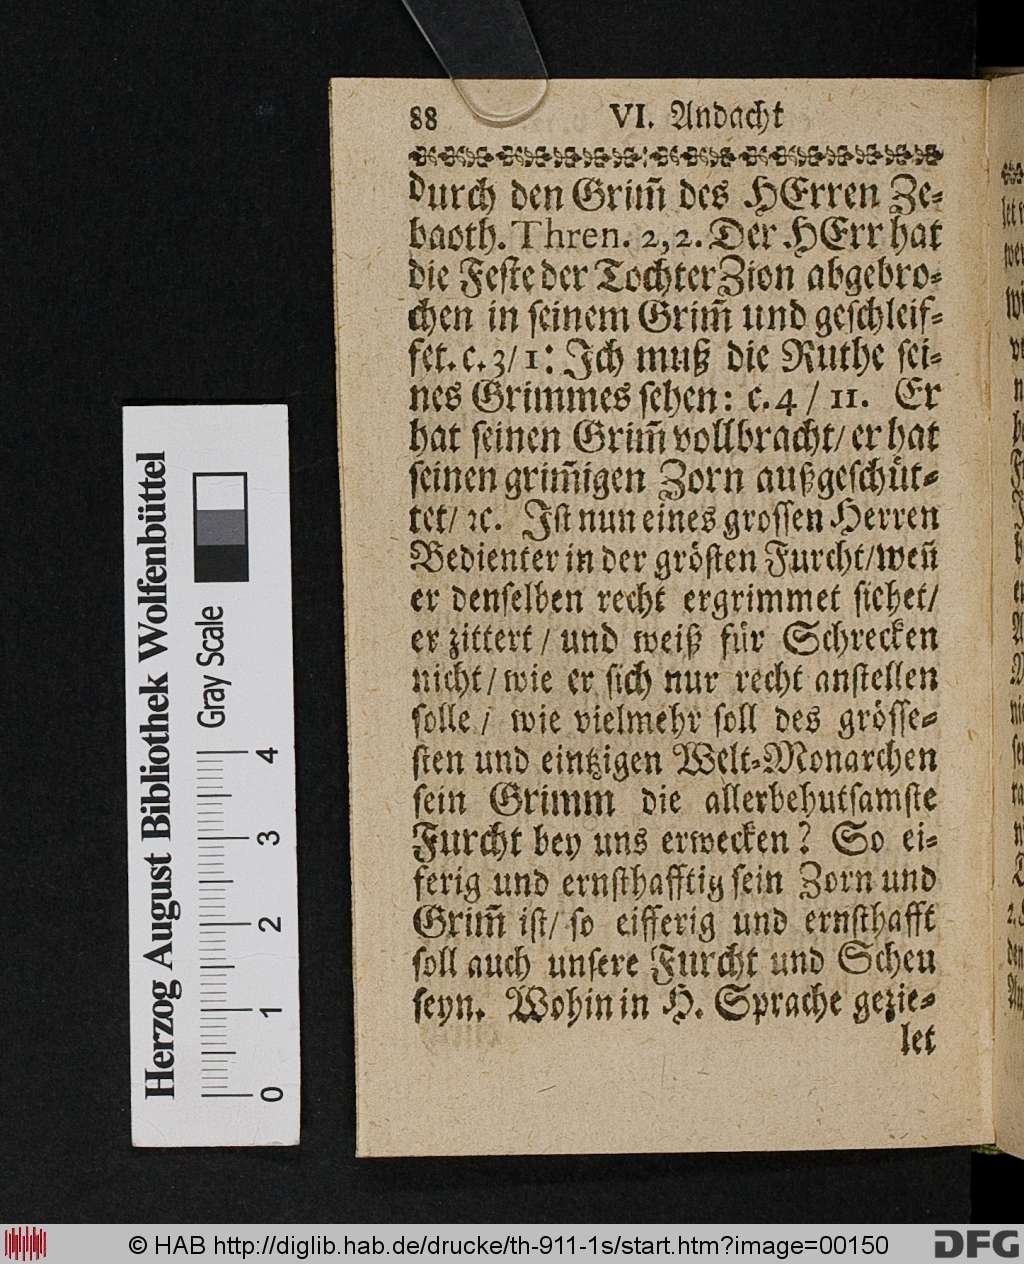 88 VI. Andacht
durch den Grim̃ des HErren Ze-
baoth. Thren. 2,2. Der HErr hat
die Feste der Tochter Zion abgebro-
chen in seinem Grim̃ und geschleif-
fet. c. 3/1: Ich muß die Ruthe sei-
nes Grimmes sehen: c. 4/11. Er
hat seinen Grim̃ vollbracht/ er hat
seinen grim̃igen Zorn außgeschüt-
tet/ ꝛc. Ist nun eines grossen Herren
Bedienter in der grösten Furcht/ weñ
er denselben recht ergrimmet sihet/
er zittert/ und weiß für Schrecken
nicht/ wie er sich nur recht anstellen
solle/ wie vielmehr soll des grösse-
sten und eintzigen Welt-Monarchen
sein Grimm die allerbehutsamste
Furcht bey uns erwecken? So ei-
ferig und ernsthafftig sein Zorn und
Grim̃ ist/ so eifferig und ernsthafft
soll auch unsere Furcht und Scheu
seyn. Wohin in H. Sprache gezie-
let
Herzog August Bibliothek Wolfenbüttel
Gray Scale
0 1 2 3 4
© HAB http://diglib.hab.de/drucke/th-911-1s/start.htm?image=00150
DFG